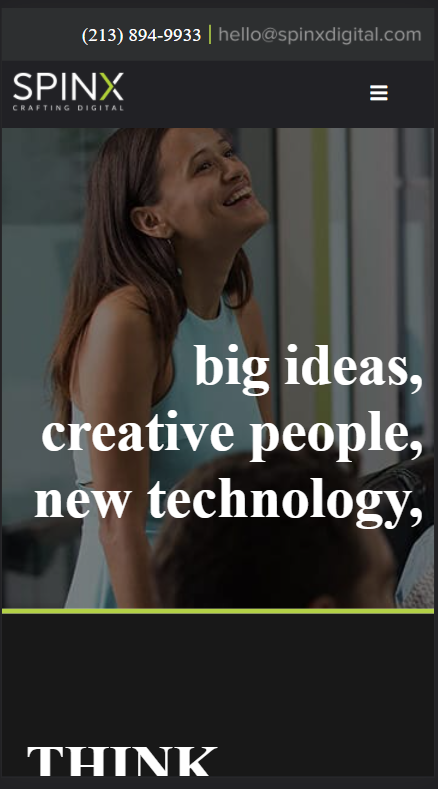 (213) 894-9933 | hello@spinxdigital.com
SPINX
CRAFTING DIGITAL
big ideas,
creative people,
new technology,
THINK